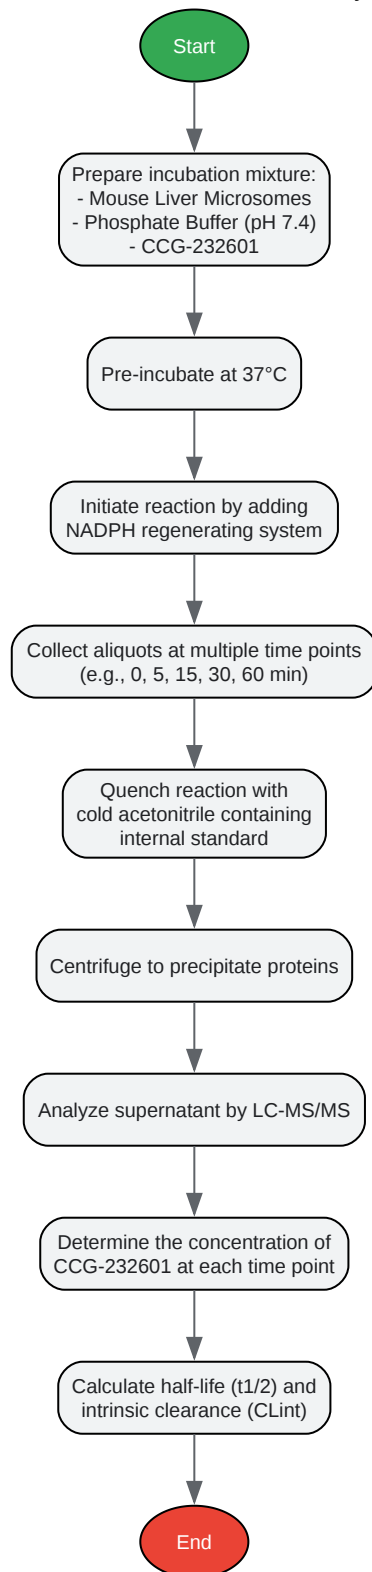 Start
Prepare incubation mixture:
- Mouse Liver Microsomes
- Phosphate Buffer (pH 7.4)
- CCG-232601
Pre-incubate at 37°C
Initiate reaction by adding
NADPH regenerating system
Collect aliquots at multiple time points
(e.g., 0, 5, 15, 30, 60 min)
Quench reaction with
cold acetonitrile containing
internal standard
Centrifuge to precipitate proteins
Analyze supernatant by LC-MS/MS
Determine the concentration of
CCG-232601 at each time point
Calculate half-life (t1/2) and
intrinsic clearance (CLint)
End